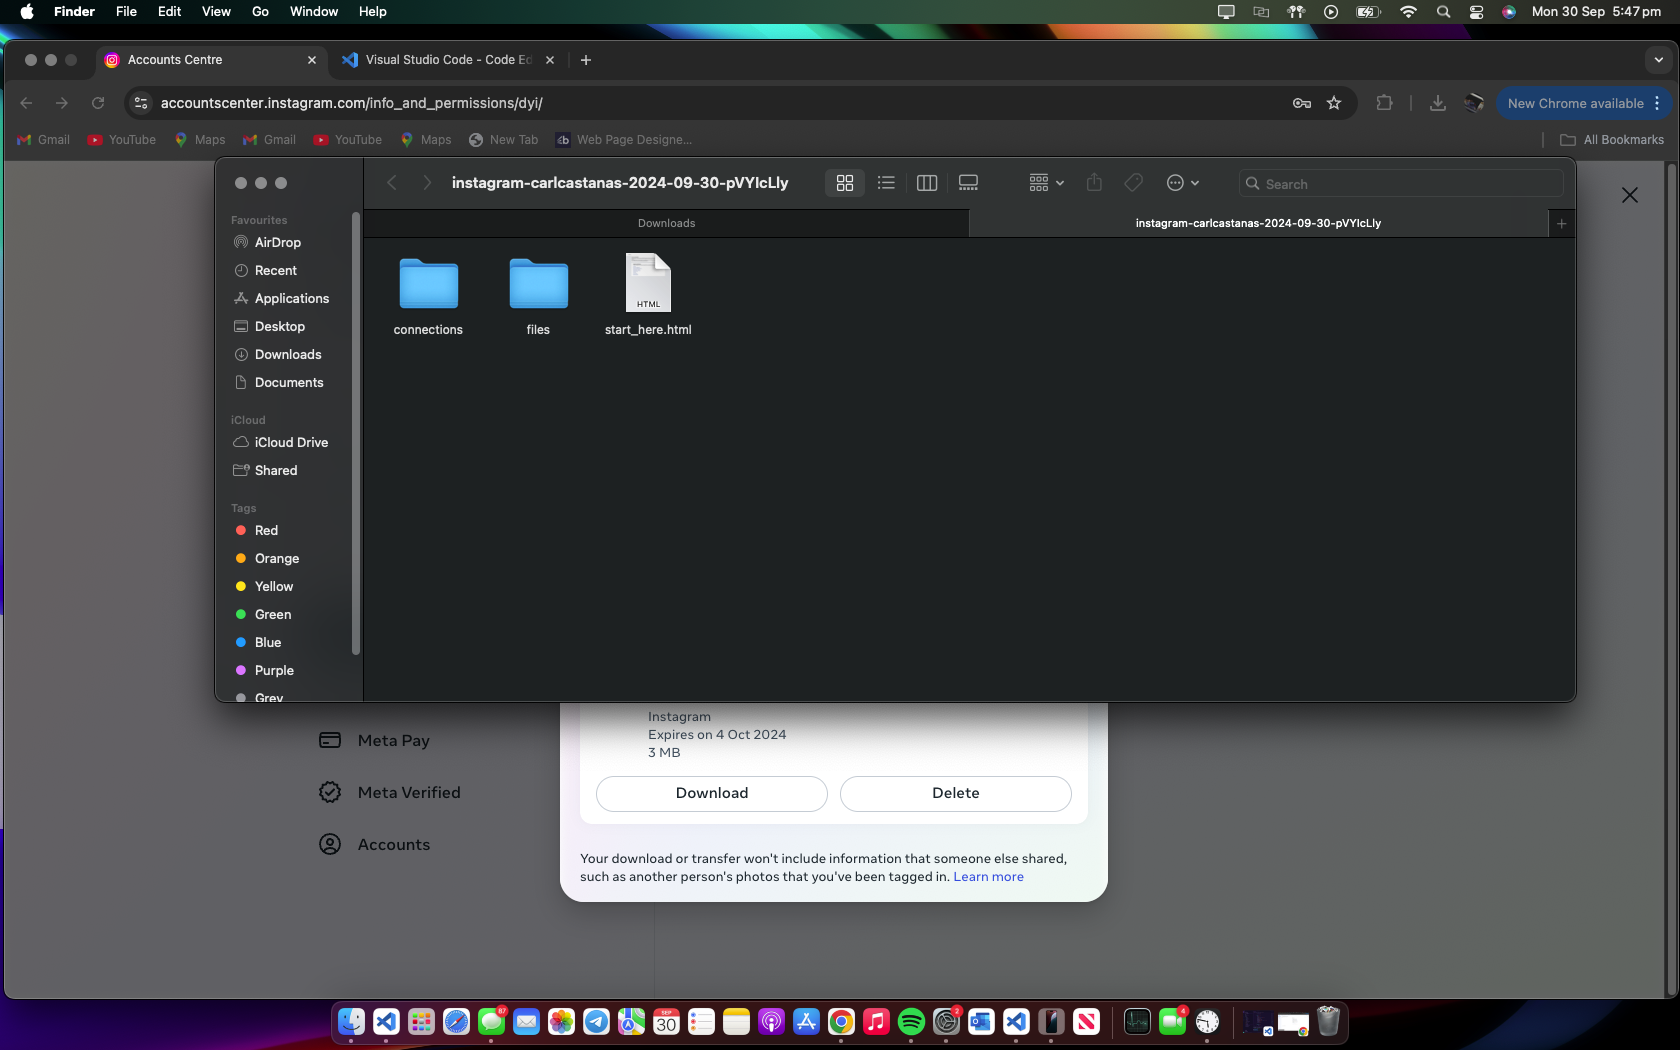 Finder File Edit View Go Window Help
Mon 30 Sep 5:47pm
Accounts Centre
Visual Studio Code - Code Ed
accountscenter.instagram.com/info_and_permissions/dyi/
New Chrome available
Gmail YouTube Maps Gmail YouTube Maps New Tab Web Page Designe...
All Bookmarks
instagram-carlcastanas-2024-09-30-pVYIcLly
Search
Downloads
instagram-carlcastanas-2024-09-30-pVYIcLly
Favourites
AirDrop
Recent
Applications
Desktop
Downloads
Documents
iCloud
iCloud Drive
Shared
Tags
Red
Orange
Yellow
Green
Blue
Purple
Grey
HTML
connections
files
start_here.html
Meta Pay
Meta Verified
Accounts
Instagram
Expires on 4 Oct 2024
3 MB
Download
Delete
Your download or transfer won't include information that someone else shared,
such as another person's photos that you've been tagged in. Learn more
87
SEP
30
2
4